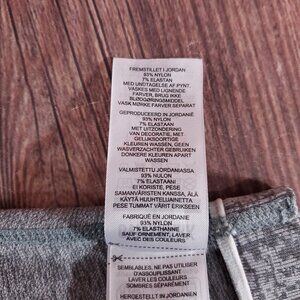 FREMSTILLET I JORDAN
93% NYLON
7% ELASTAN
MED UNDTAGELSE AF PYNT.
VASKES MED LIGNENDE
FARVER, BRUG IKKE
BLØDGØRINGSMIDDEL
VASK MØRKE FARVER SEPARAT
GEPRODUCEERD IN JORDANIË
93% NYLON
7% ELASTAAN
MET UITZONDERING
VAN DECORATIE, MET
GELIJKSOORTIGE
KLEUREN WASSEN, GEEN
WASVERZACHTER GEBRUIKEN
DONKERE KLEUREN APART
WASSEN
VALMISTETTU JORDANIASSA
93% NYLON
7% ELASTAANI
EI KORISTE, PESE
SAMANVÄRISTEN KANSSA, ÄLÄ
KÄYTÄ HUUHTELUAINETTA
PESE TUMMAT VÄRIT ERIKSEEN
FABRIQUÉ EN JORDANIE
93% NYLON
7% ÉLASTHANNE
SAUF ORNEMENT, LAVER
AVEC DES COULEURS
SEMBLABLES, NE PAS UTILISER
D'ASSOUPLISSANT
LAVER LES COULEURS
SOMBRES SÉPARÉMENT
HERGESTELLT IN JORDANIEN